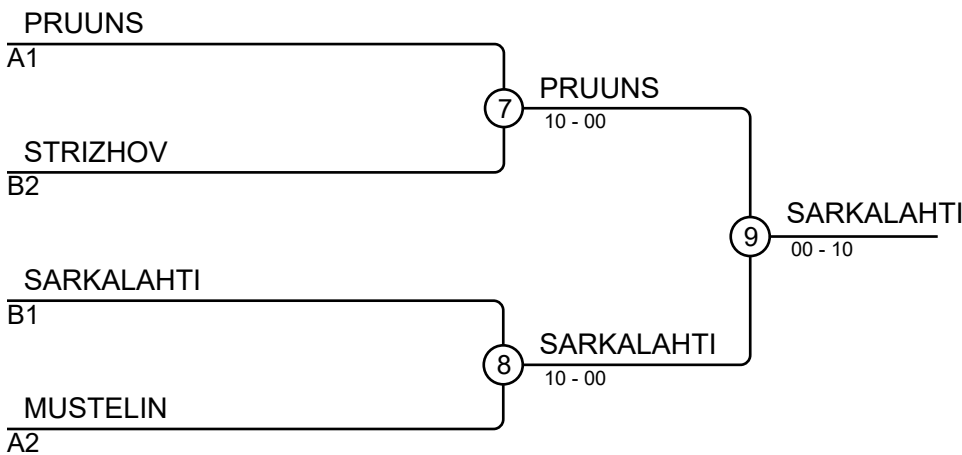 PRUUNS
A1
7
PRUUNS
10 - 00
STRIZHOV
B2
SARKALAHTI
B1
8
SARKALAHTI
10 - 00
MUSTELIN
A2
9
SARKALAHTI
00 - 10